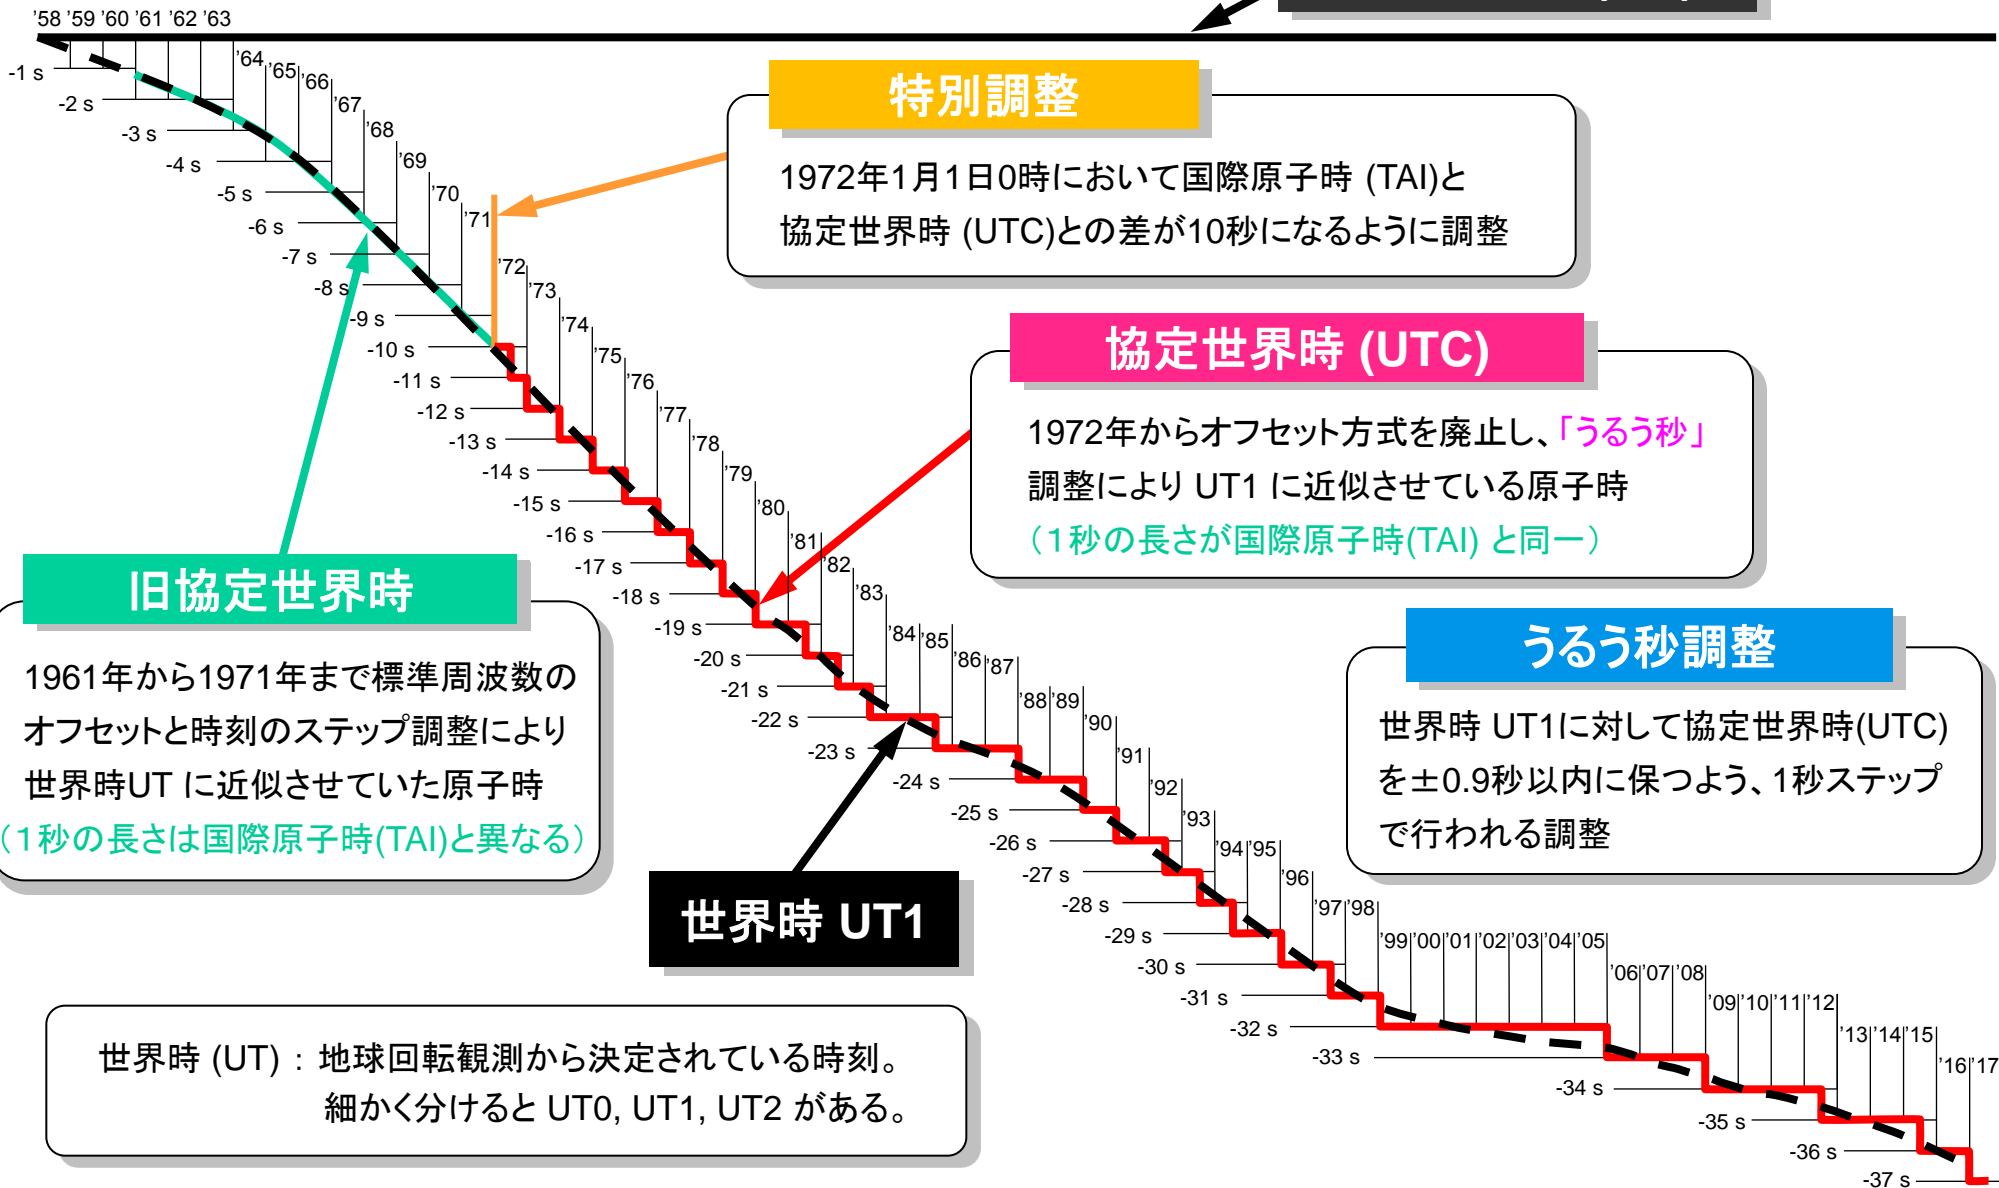 '58 '59 '60 '61 '62 '63
'64
'65
'66
'67
'68
'69
'70
'71
'72
'73
'74
'75
'76
'77
'78
'79
'80
'81
'82
'83
'84 '85
'86 '87
'88 '89
'90
'91
'92
'93
'94 '95
'96
'97 '98
'99 '00 '01 '02 '03 '04 '05
'06 '07 '08
'09 '10 '11 '12
'13 '14 '15
'16 '17
-1 s
-2 s
-3 s
-4 s
-5 s
-6 s
-7 s
-8 s
-9 s
-10 s
-11 s
-12 s
-13 s
-14 s
-15 s
-16 s
-17 s
-18 s
-19 s
-20 s
-21 s
-22 s
-23 s
-24 s
-25 s
-26 s
-27 s
-28 s
-29 s
-30 s
-31 s
-32 s
-33 s
-34 s
-35 s
-36 s
-37 s
特別調整
1972年1月1日0時において国際原子時 (TAI)と
協定世界時 (UTC)との差が10秒になるように調整
協定世界時 (UTC)
1972年からオフセット方式を廃止し、「うるう秒」
調整により UT1 に近似させている原子時
（１秒の長さが国際原子時(TAI) と同一）
旧協定世界時
1961年から1971年まで標準周波数の
オフセットと時刻のステップ調整により
世界時UT に近似させていた原子時
（１秒の長さは国際原子時(TAI)と異なる）
うるう秒調整
世界時 UT1に対して協定世界時(UTC)
を±0.9秒以内に保つよう、1秒ステップ
で行われる調整
世界時 UT1
世界時 (UT)：地球回転観測から決定されている時刻。
細かく分けると UT0, UT1, UT2 がある。